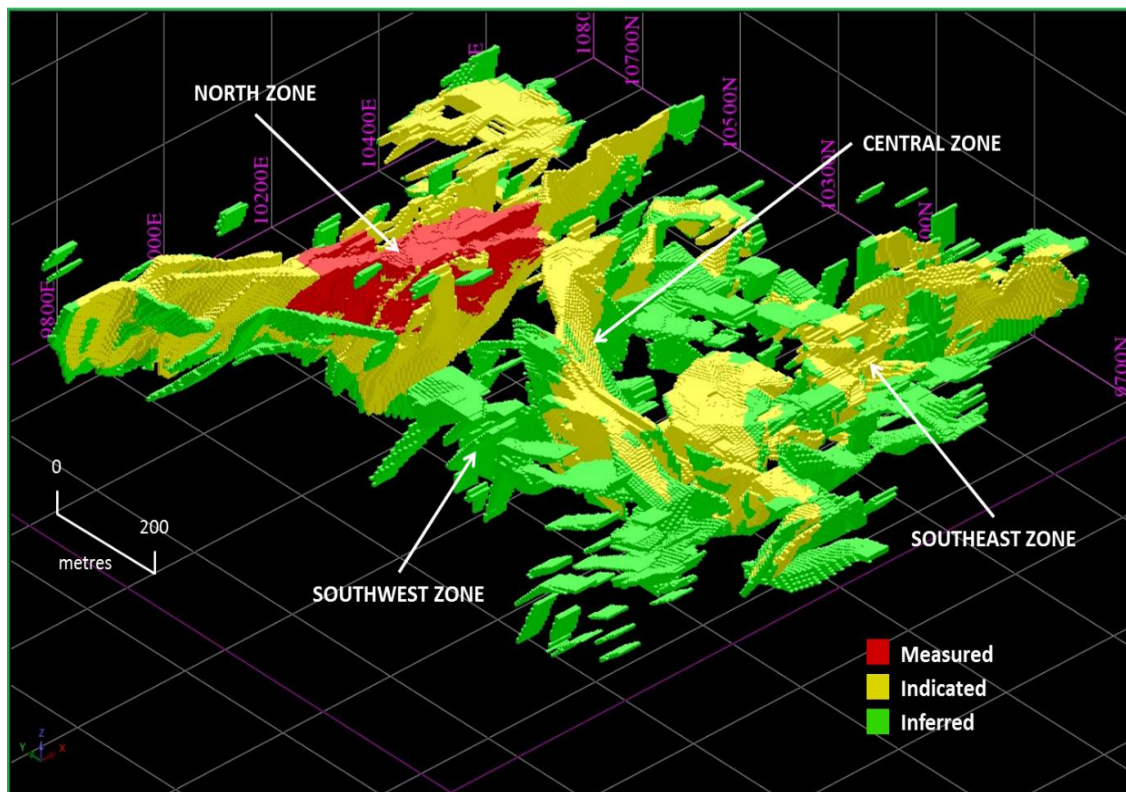 NORTH ZONE
CENTRAL ZONE
SOUTHWEST ZONE
SOUTHEAST ZONE
9800E
10200E
10400E
10700N
10500N
10300N
9700N
0
200
metres
Measured
Indicated
Inferred
Z
Y
X